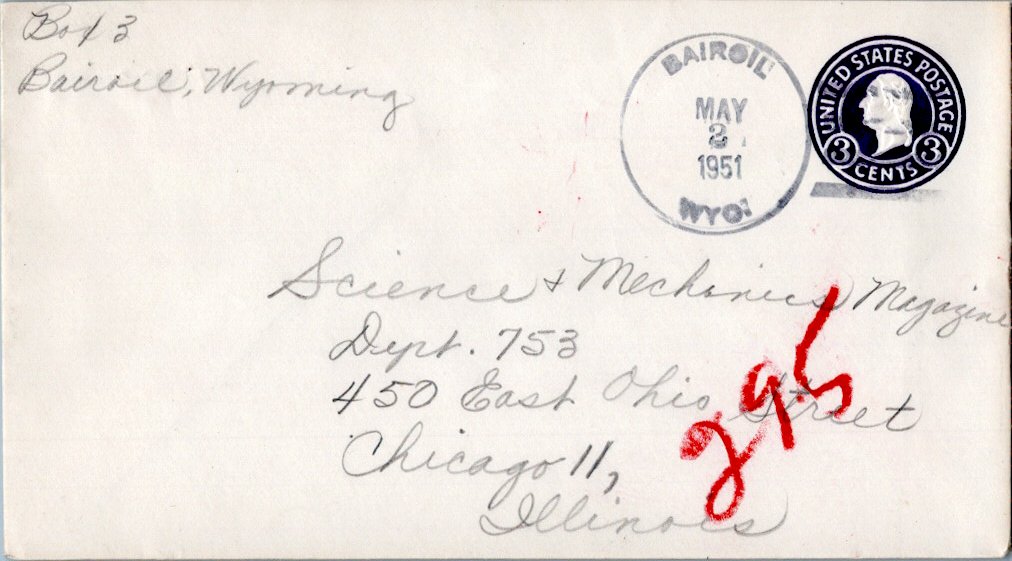 Box 3
Bairoil, Wyoming
BAIROIL
MAY
2
1951
WYO.
UNITED STATES POSTAGE
3 CENTS 3
Science & Mechanics Magazine
Dept. 753
450 East Ohio Street
Chicago 11,
Illinois
295